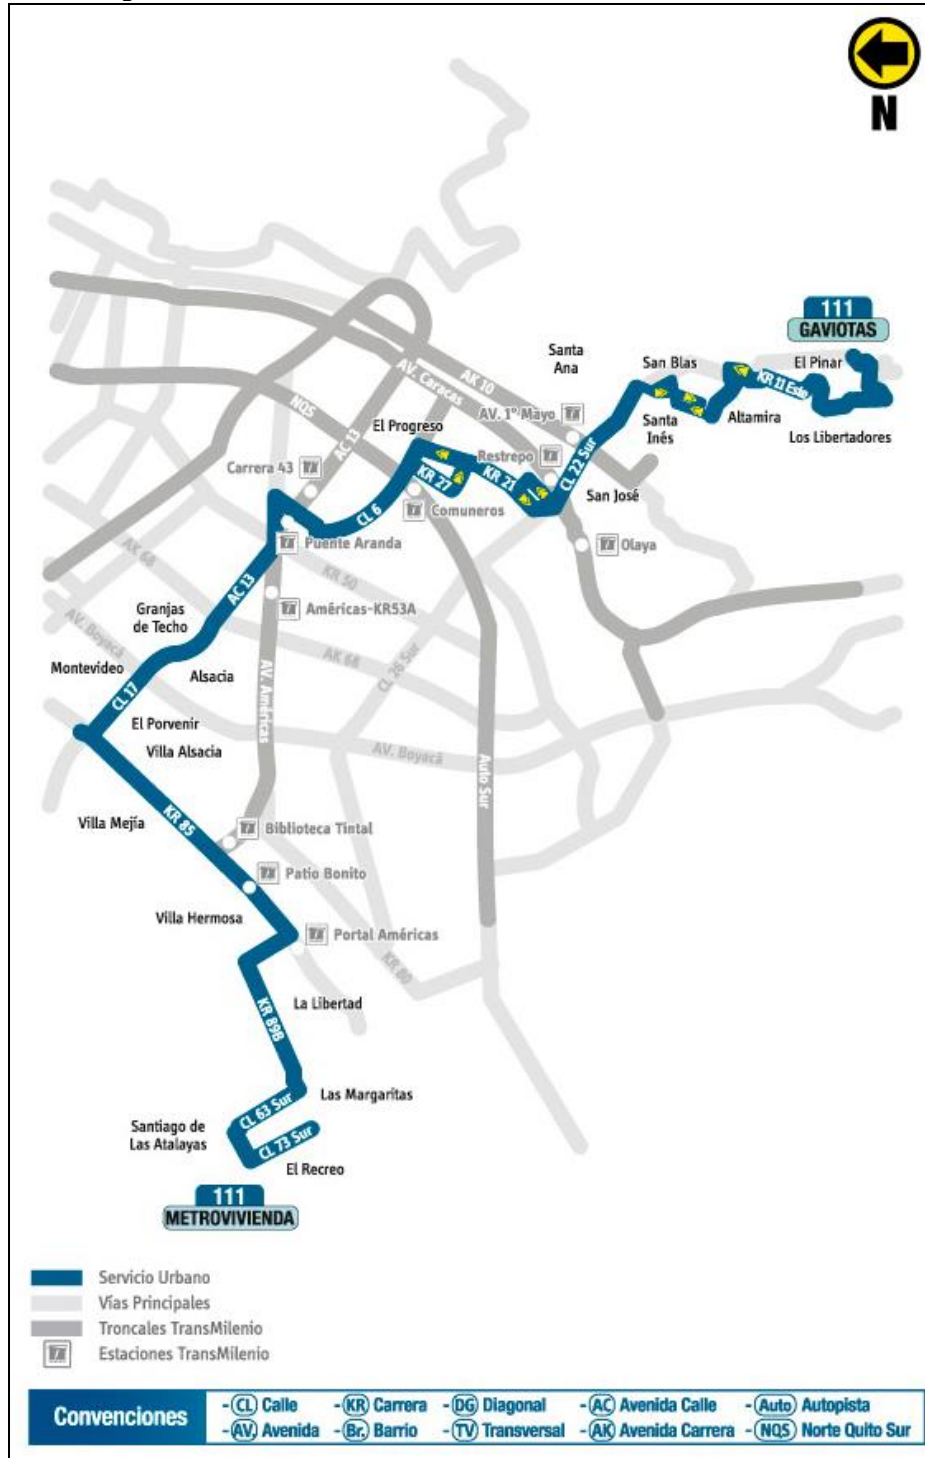 N
111
GAVIOTAS
Santa
Ana
San Blas
El Pinar
KR 11 Este
AK 10
AV. Caracas
NQS
AV. 1° Mayo
Santa
Inés
Altamira
Los Libertadores
El Progreso
AC 13
Restrepo
CL 22 Sur
Carrera 43
KR 27
KR 21
San José
CL 6
Comuneros
Puente Aranda
Olaya
AK 68
AC 13
KR 50
Américas-KR53A
Granjas
de Techo
AV. Boyacá
AK 68
CL 26 Sur
Montevideo
Alsacia
CL 17
AV. Américas
El Porvenir
Villa Alsacia
AV. Boyacá
Auto Sur
KR 85
Villa Mejía
Biblioteca Tintal
Patio Bonito
Villa Hermosa
Portal Américas
KR 80
La Libertad
KR 89B
Las Margaritas
CL 63 Sur
Santiago de
Las Atalayas
CL 73 Sur
El Recreo
111
METROVIVIENDA
Servicio Urbano
Vías Principales
Troncales TransMilenio
Estaciones TransMilenio
Convenciones
-CL Calle -KR Carrera -DG Diagonal -AC Avenida Calle -Auto Autopista
-AV. Avenida -Br. Barrio -TV Transversal -AK Avenida Carrera -NQS Norte Quito Sur